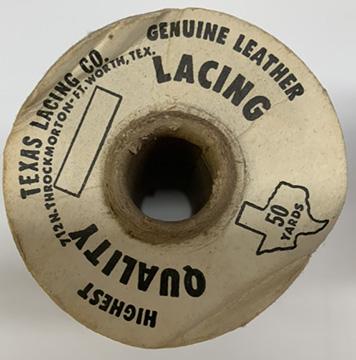 TEXAS LACING CO.
712 N. THROCKMORTON-FT. WORTH, TEX.
GENUINE LEATHER
LACING
50
YARDS
HIGHEST
QUALITY